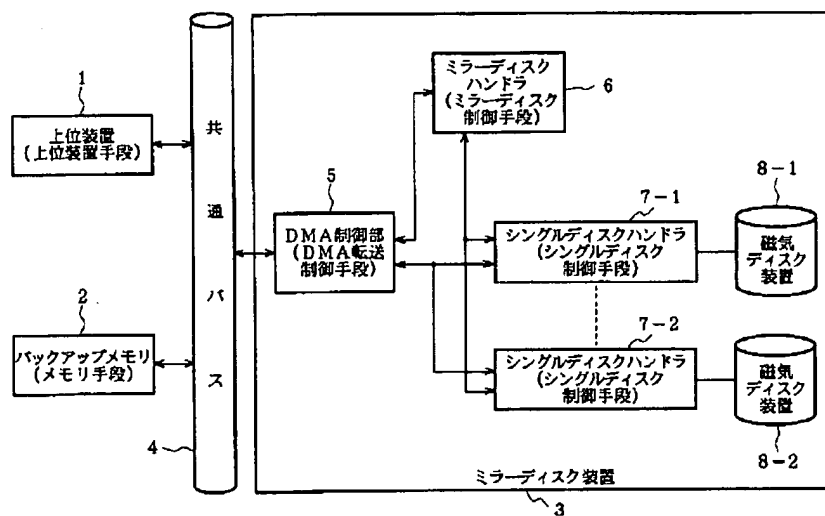 1
上位装置
(上位装置手段)
2
バックアップメモリ
(メモリ手段)
共通バス
4
ミラーディスク
ハンドラ
(ミラーディスク
制御手段)
6
5
DMA制御部
(DMA転送
制御手段)
7-1
シングルディスクハンドラ
(シングルディスク
制御手段)
8-1
磁気
ディスク
装置
7-2
シングルディスクハンドラ
(シングルディスク
制御手段)
磁気
ディスク
装置
8-2
ミラーディスク装置
3